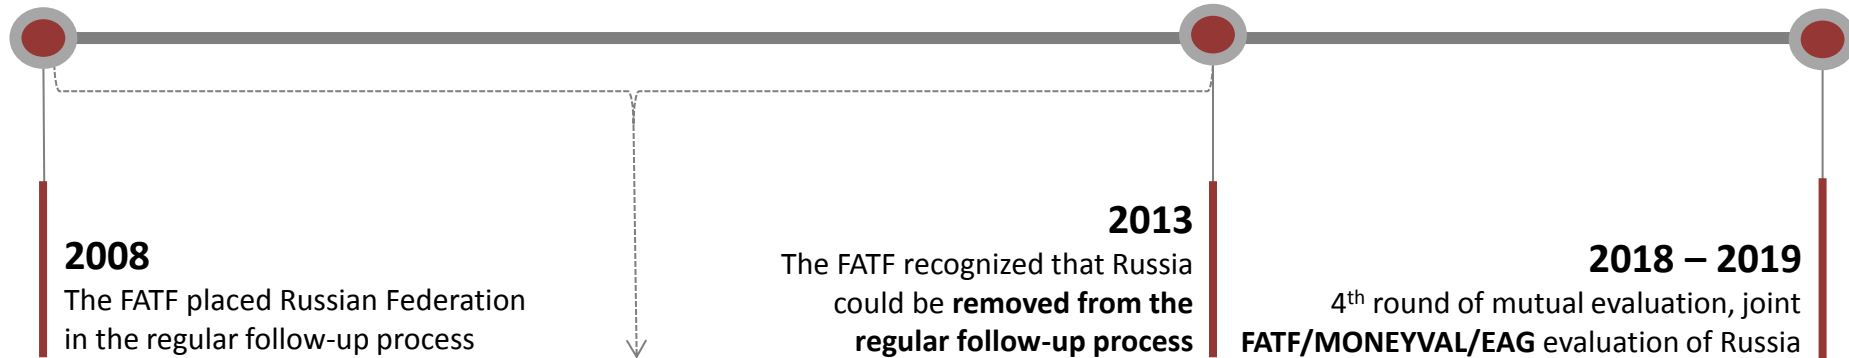 2008
The FATF placed Russian Federation
in the regular follow-up process
2013
The FATF recognized that Russia
could be removed from the
regular follow-up process
2018 – 2019
4th round of mutual evaluation, joint
FATF/MONEYVAL/EAG evaluation of Russia